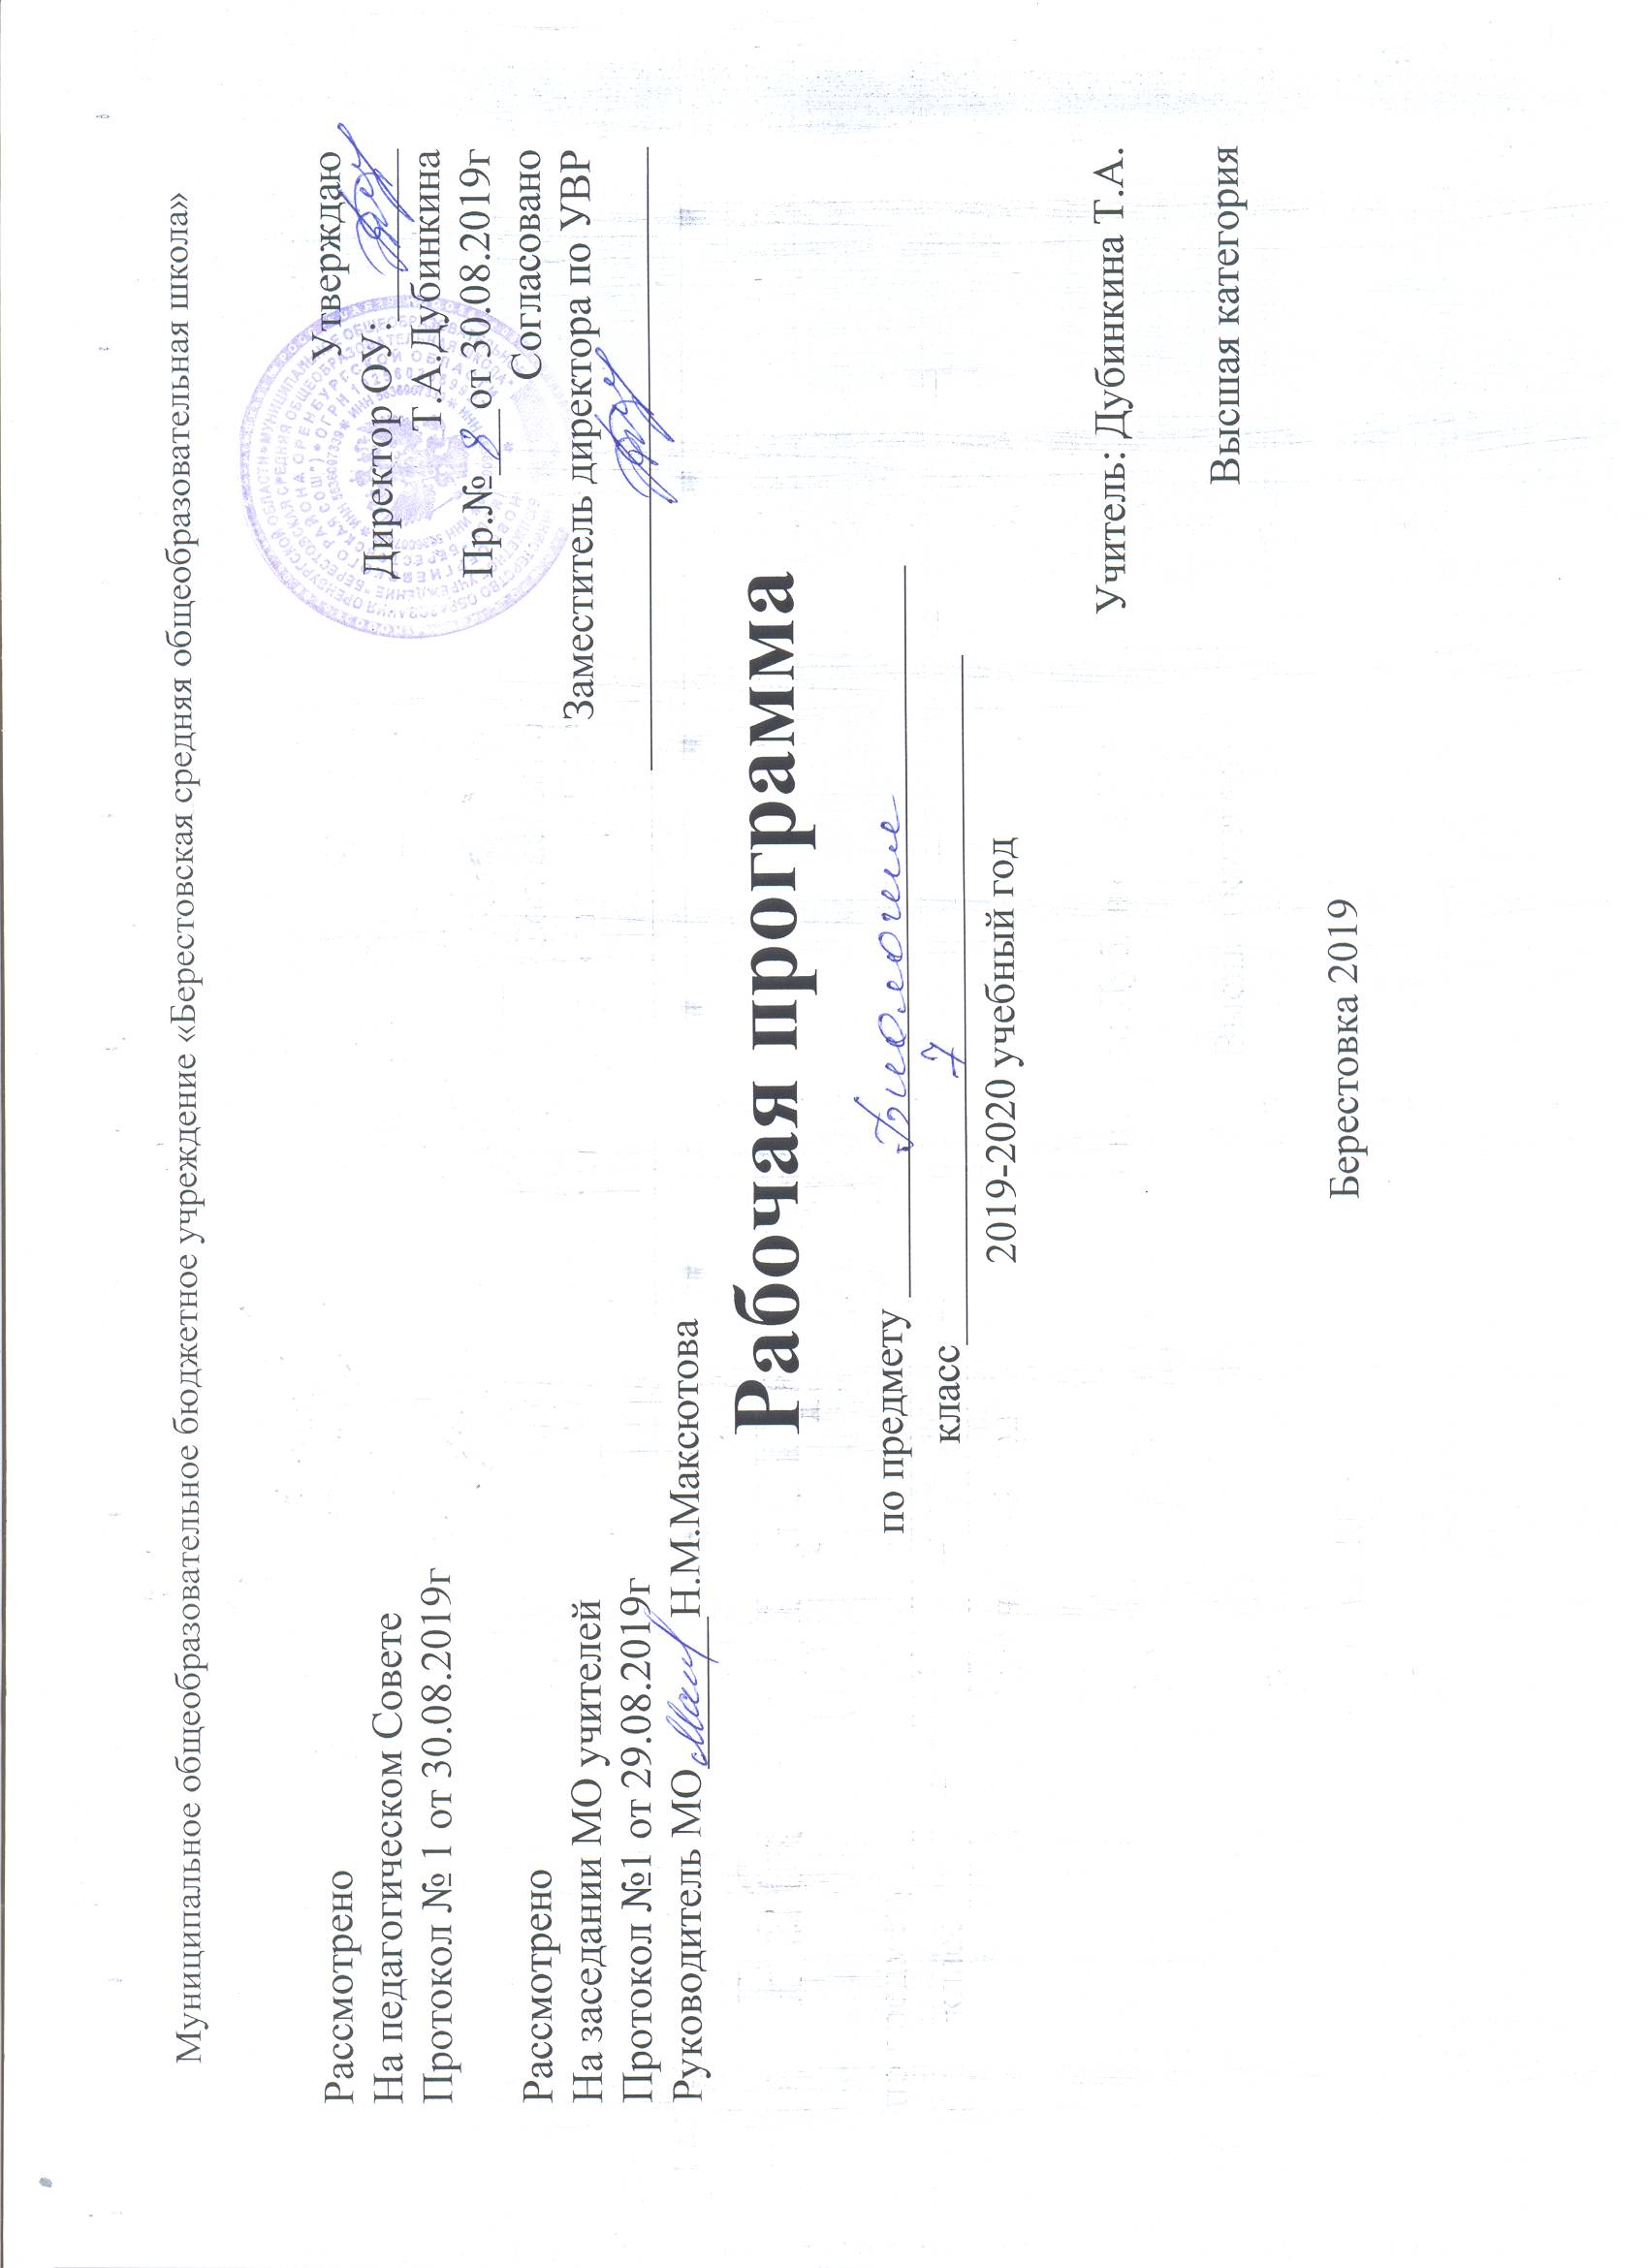 Муниципальное общеобразовательное бюджетное учреждение «Берестовская средняя общеобразовательная школа»
Рассмотрено
На педагогическом Совете
Протокол № 1 от 30.08.2019г
Рассмотрено
На заседании МО учителей
Протокол №1 от 29.08.2019г
Руководитель МО Н.М.Максютова
Утверждаю
Директор ОУ:
Т.А.Дубинкина
Пр.№ 8 от 30.08.2019г
Согласовано
Заместитель директора по УВР
Рабочая программа
по предмету Биологии
класс 7
2019-2020 учебный год
Учитель: Дубинкина Т.А.
Высшая категория
Берестовка 2019